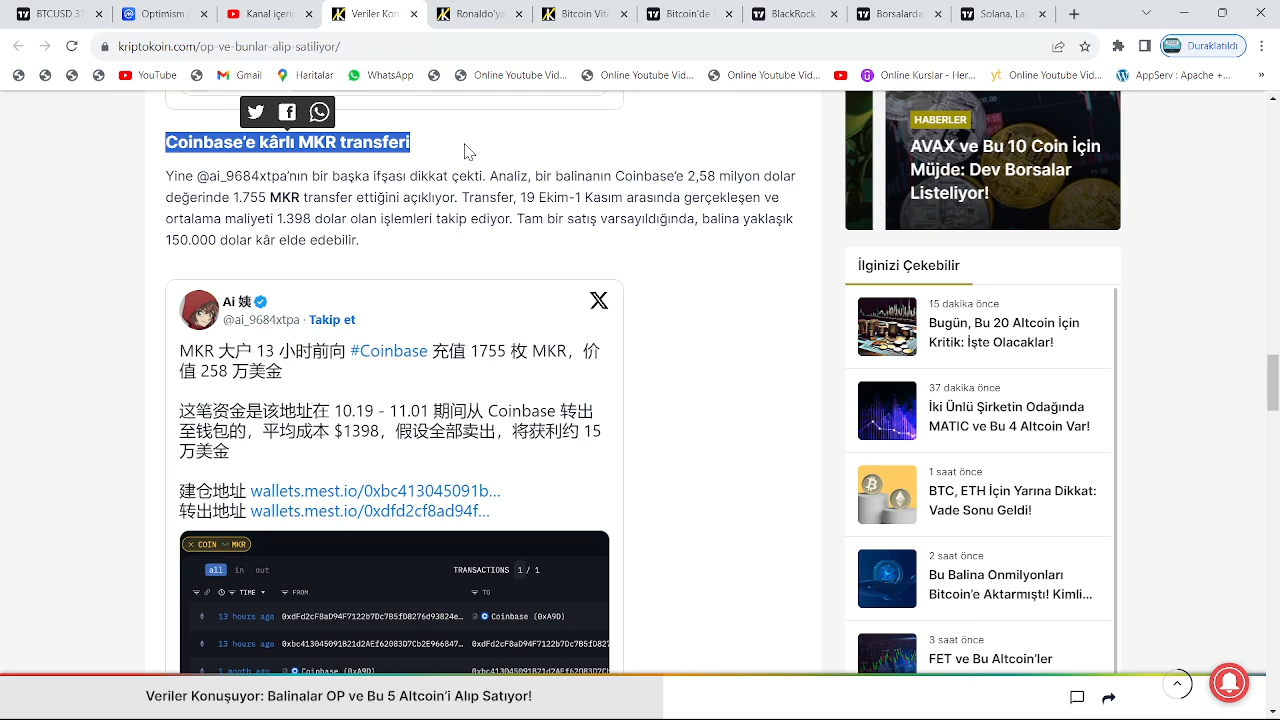 BTCUSD 37
Optimism (
Kanal içeri
Veriler Kon
Ronaldo'ya
Bitcoin Vite
Bitcoin'de U
BlackRock
Borsalarda
Solana, Lay
kriptokoin.com/op-ve-bunlar-alip-satiliyor/
Duraklatıldı
YouTube
Gmail
Haritalar
WhatsApp
Online Youtube Vid...
Online Youtube Vid...
Online Youtube Vid...
Online Kurslar - Her...
yt Online Youtube Vid...
AppServ : Apache +...
Coinbase'e kârlı MKR transferi
Yine @ai_9684xtpa'nın bir başka ifşası dikkat çekti. Analiz, bir balinanın Coinbase'e 2,58 milyon dolar
değerinde 1.755 MKR transfer ettiğini açıklıyor. Transfer, 19 Ekim-1 Kasım arasında gerçekleşen ve
ortalama maliyeti 1.398 dolar olan işlemleri takip ediyor. Tam bir satış varsayıldığında, balina yaklaşık
150.000 dolar kâr elde edebilir.
Ai 姨
@ai_9684xtpa · Takip et
MKR 大户 13 小时前向 #Coinbase 充值 1755 枚 MKR，价
值 258 万美金
这笔资金是该地址在 10.19 - 11.01 期间从 Coinbase 转出
至钱包的，平均成本 $1398，假设全部卖出，将获利约 15
万美金
建仓地址 wallets.mest.io/0xbc413045091b...
转出地址 wallets.mest.io/0xdfd2cf8ad94f...
COIN MKR
all in out
TRANSACTIONS 1 / 1
TIME FROM TO
13 hours ago 0xdFd2cF8aD94F7122b7Dc7B5fD8276d93B24e… Coinbase (0xA9D)
13 hours ago 0xbc413045B91B21d2AEf62083D7Cb2E966847… 0xdFd2cF8aD94F7122b7Dc7B5fD827
1 month ago Coinbase (0xA9D) 0xbc413045B91B21d2AEf62083D7Cb
HABERLER
AVAX ve Bu 10 Coin İçin
Müjde: Dev Borsalar
Listeliyor!
İlginizi Çekebilir
15 dakika önce
Bugün, Bu 20 Altcoin İçin
Kritik: İşte Olacaklar!
37 dakika önce
İki Ünlü Şirketin Odağında
MATIC ve Bu 4 Altcoin Var!
1 saat önce
BTC, ETH İçin Yarına Dikkat:
Vade Sonu Geldi!
2 saat önce
Bu Balina Onmilyonları
Bitcoin'e Aktarmıştı! Kimli...
3 saat önce
FET ve Bu Altcoin'ler
Veriler Konuşuyor: Balinalar OP ve Bu 5 Altcoin'i Alıp Satıyor!